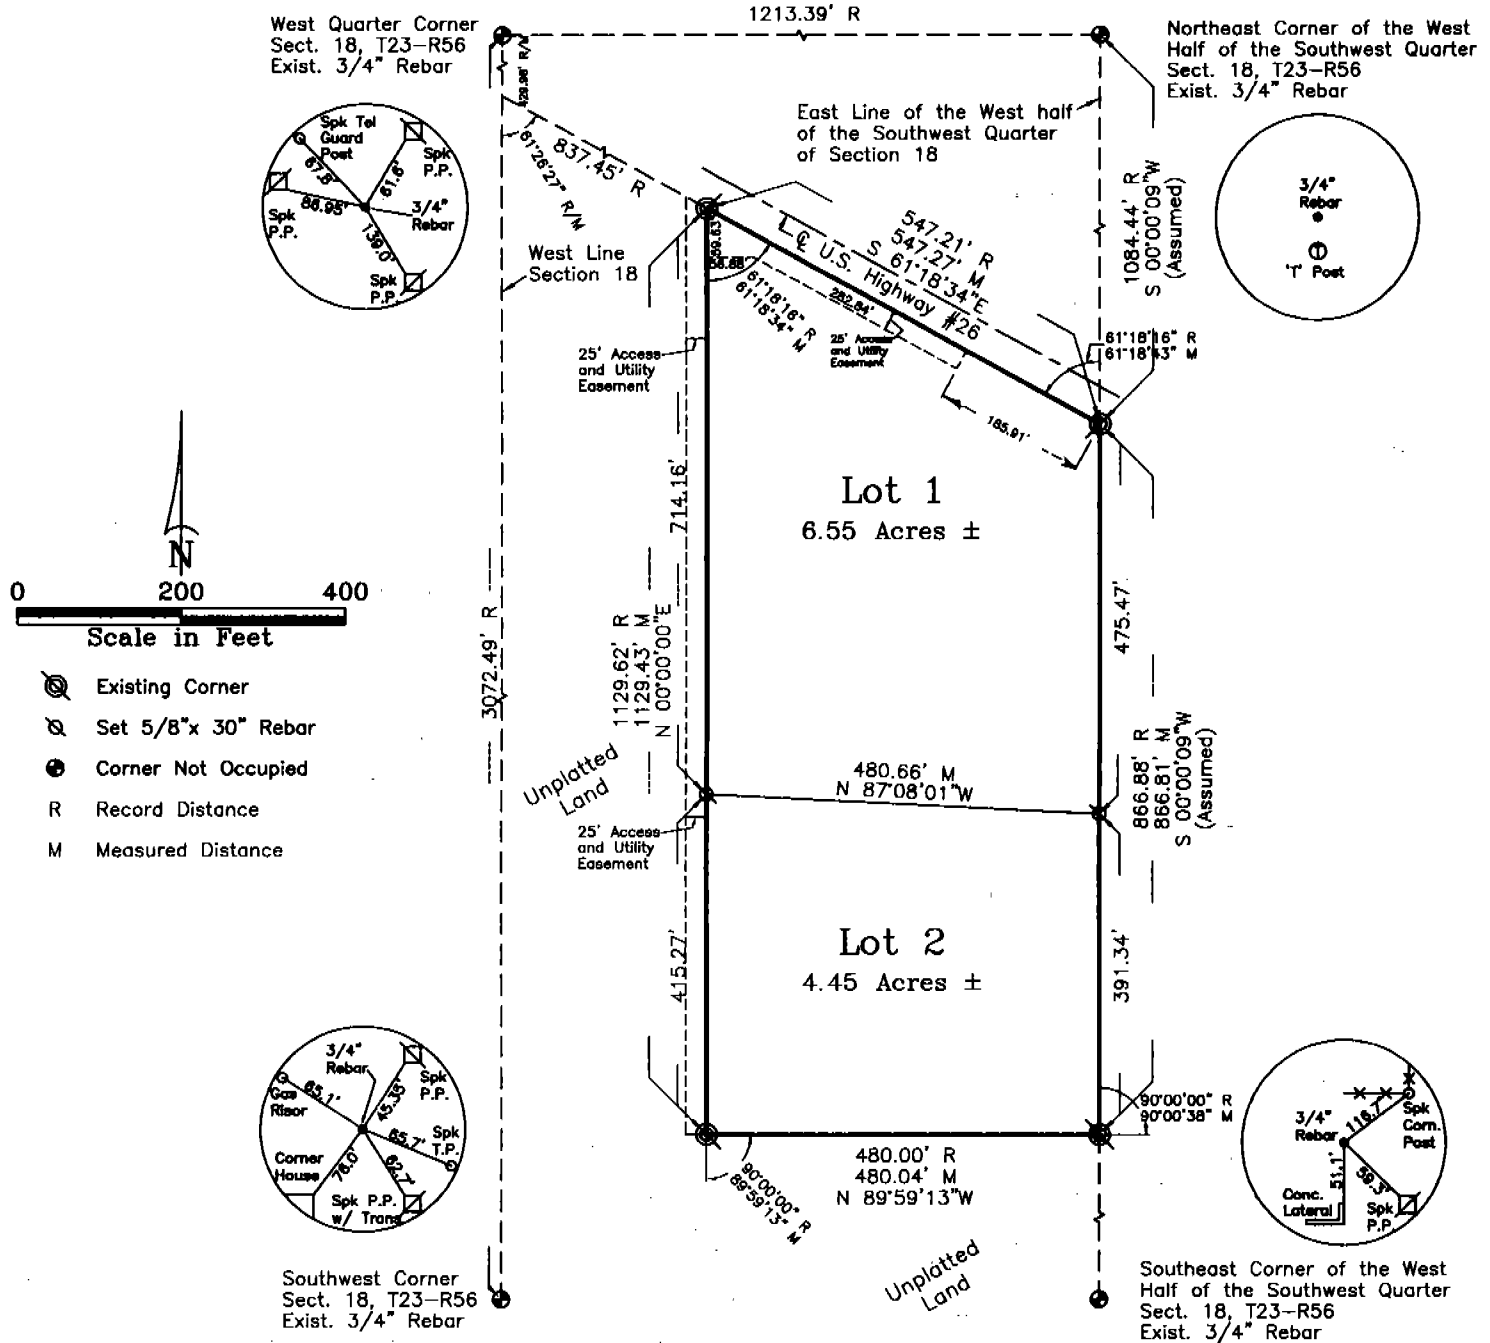 1213.39' R
West Quarter Corner
Sect. 18, T23-R56
Exist. 3/4" Rebar
429.98' R/M
Northeast Corner of the West
Half of the Southwest Quarter
Sect. 18, T23-R56
Exist. 3/4" Rebar
East Line of the West half
of the Southwest Quarter
of Section 18
Spk Tel
Guard
Post
Spk
P.P.
67.8'
61.6'
86.95'
3/4"
Rebar
Spk
P.P.
139.0'
Spk
P.P.
837.45' R
61°26'27" R/M
West Line
Section 18
1084.44' R
S 00°00'09"W
(Assumed)
3/4"
Rebar
'T' Post
547.21' R
547.27' M
S 61°18'34"E
℄ U.S. Highway #26
59.63'
61°18'16" R
61°18'34" M
282.84'
25' Access
and Utility
Easement
25' Access
and Utility
Easement
61°18'16" R
61°18'43" M
185.91'
714.16'
Lot 1
6.55 Acres ±
N
0 200 400
Scale in Feet
Existing Corner
Set 5/8"x 30" Rebar
Corner Not Occupied
R Record Distance
M Measured Distance
3072.49' R
1129.62' R
1129.43' M
N 00°00'00"E
475.47'
Unplatted
Land
480.66' M
N 87°08'01"W
866.88' R
866.81' M
S 00°00'09"W
(Assumed)
25' Access
and Utility
Easement
415.27'
Lot 2
4.45 Acres ±
391.34'
3/4"
Rebar
Spk
P.P.
65.1'
Gas
Risor
45.35'
65.7'
Spk
T.P.
Corner
House
76.0'
62.7'
Spk P.P.
w/ Trans
90°00'00" R
90°00'38" M
480.00' R
480.04' M
N 89°59'13"W
90°00'00" R
89°59'13" M
3/4"
Rebar
116.7'
Spk
Corn.
Post
51.1'
59.3'
Conc.
Lateral
Spk
P.P.
Unplatted
Land
Southwest Corner
Sect. 18, T23-R56
Exist. 3/4" Rebar
Southeast Corner of the West
Half of the Southwest Quarter
Sect. 18, T23-R56
Exist. 3/4" Rebar